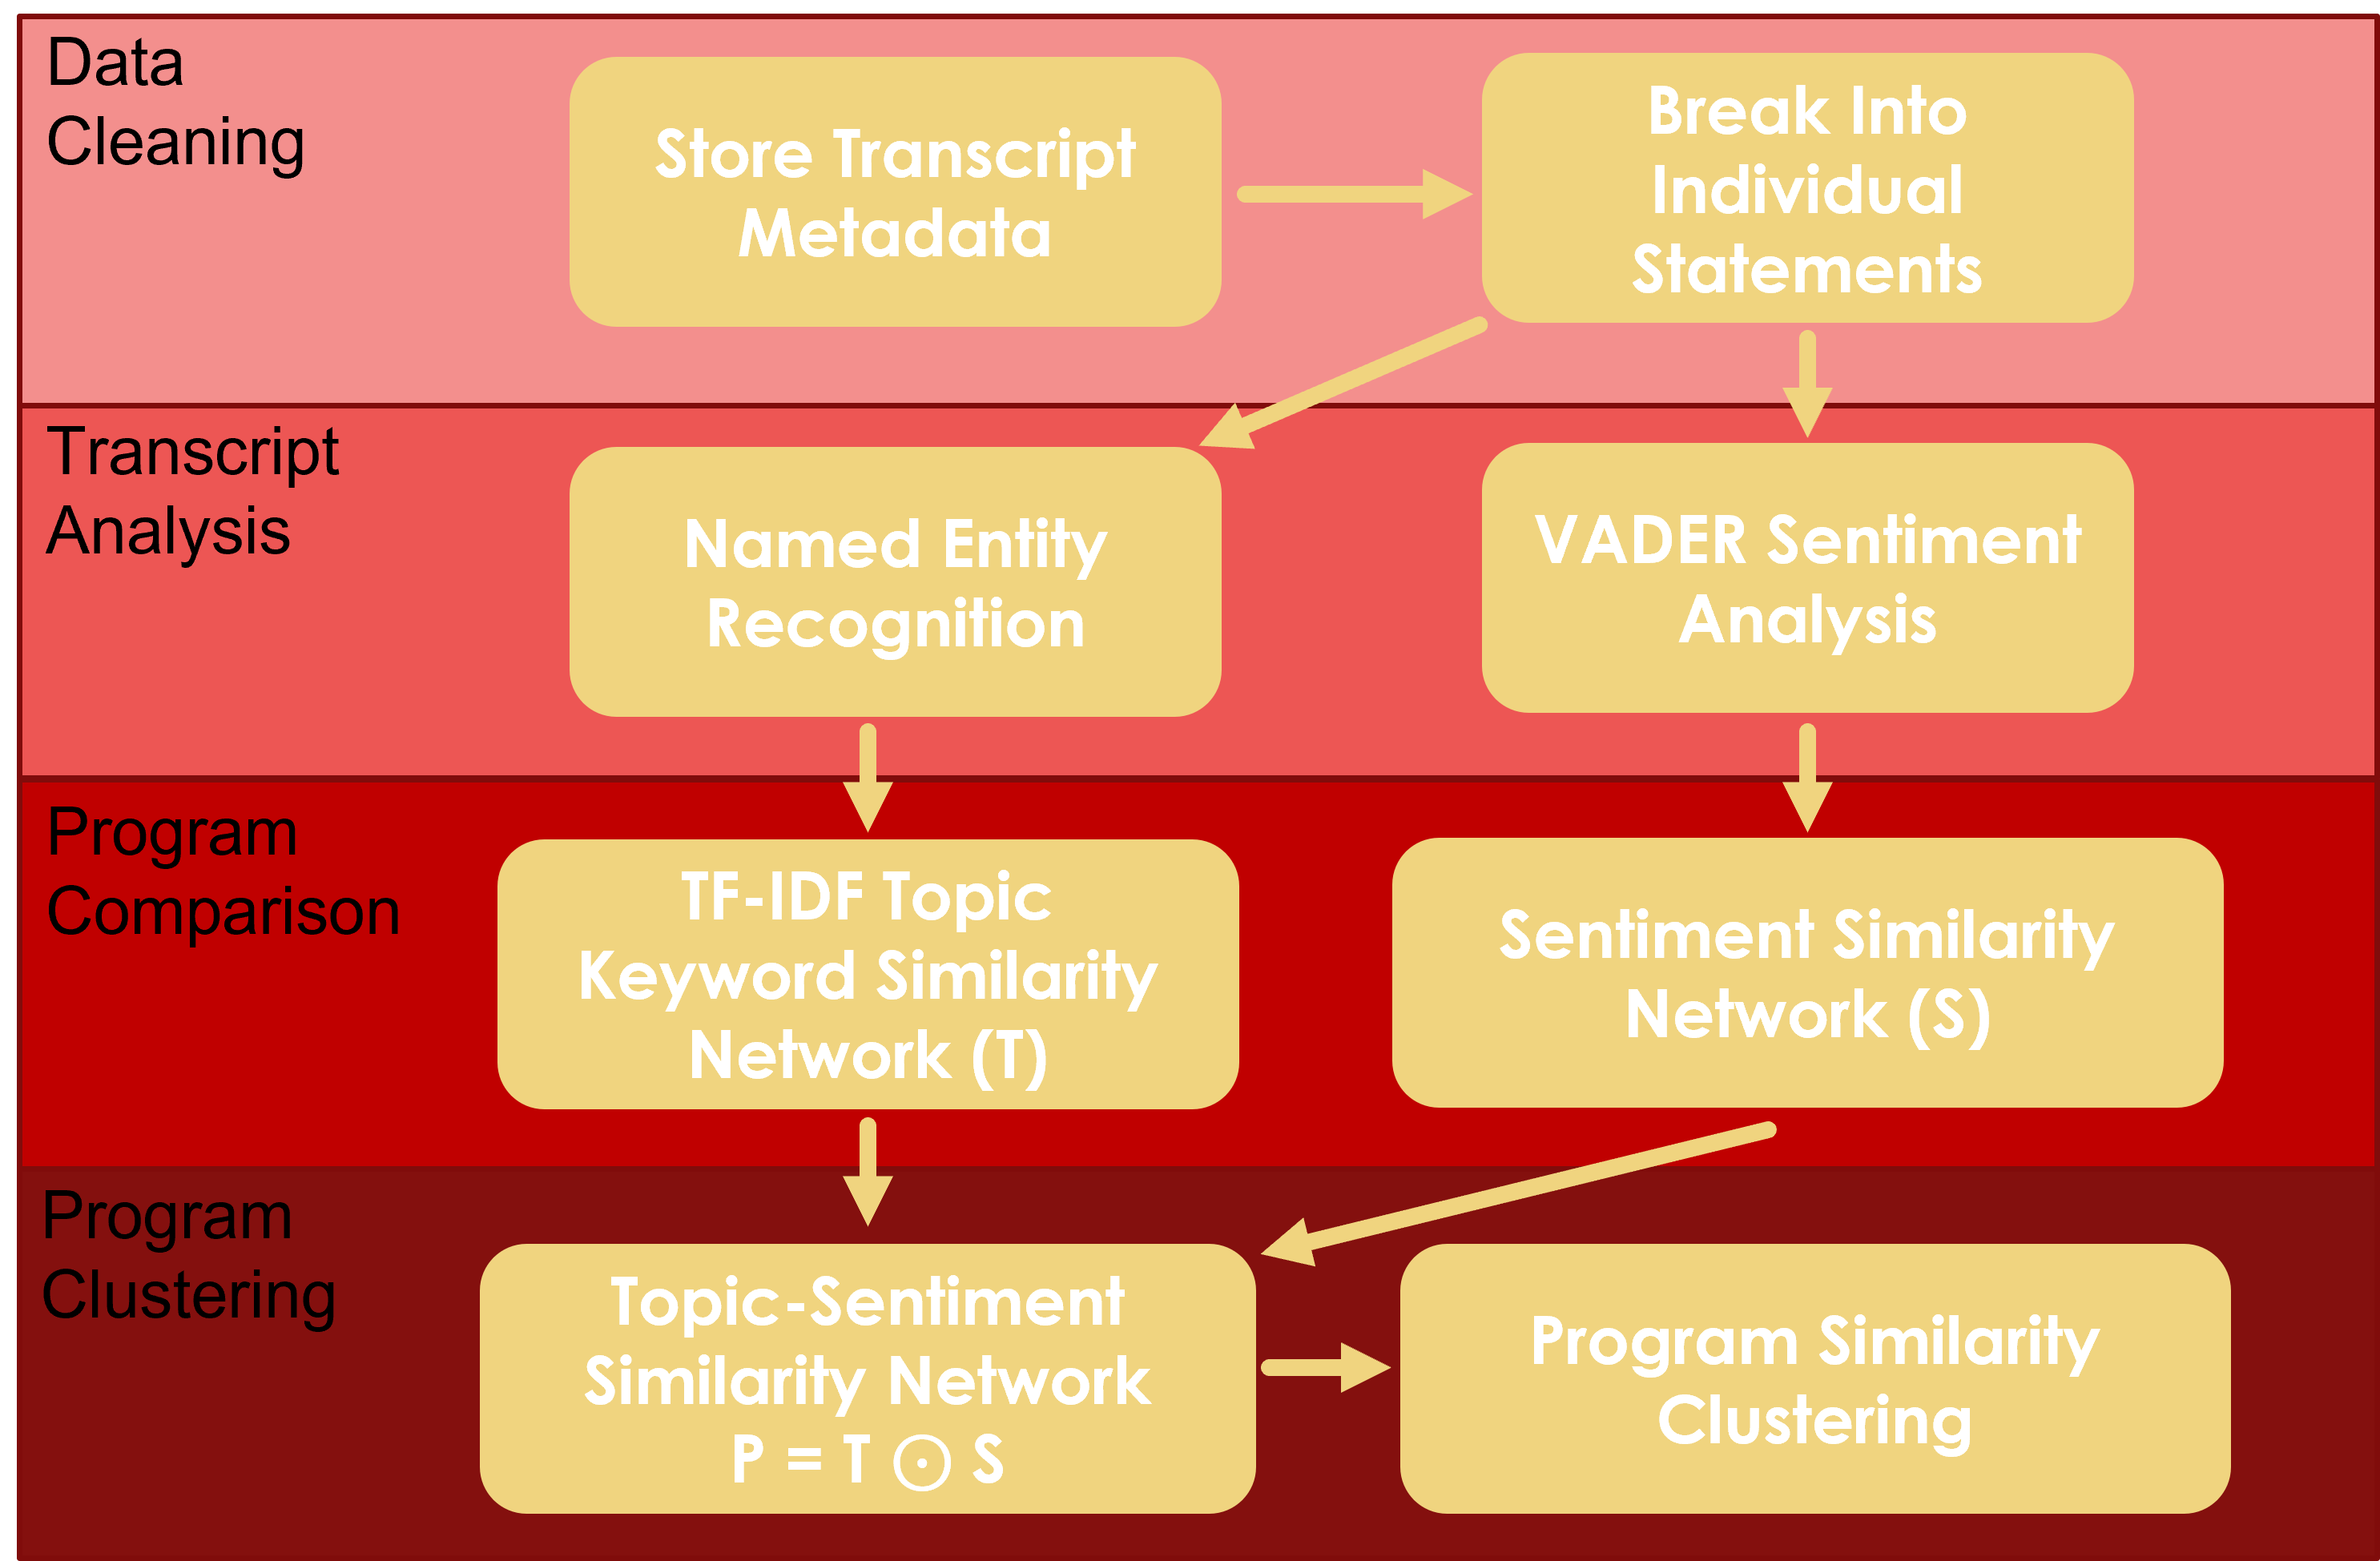 Data
Cleaning
Store Transcript
Metadata
Break Into
Individual
Statements
Transcript
Analysis
Named Entity
Recognition
VADER Sentiment
Analysis
Program
Comparison
TF-IDF Topic
Keyword Similarity
Network (T)
Sentiment Similarity
Network (S)
Program
Clustering
Topic-Sentiment
Similarity Network
P = T ⨀ S
Program Similarity
Clustering